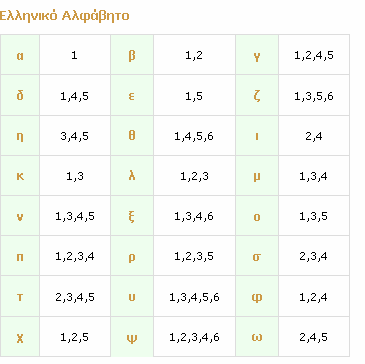 Ελληνικό Αλφάβητο
α 1 β 1,2 γ 1,2,4,5
δ 1,4,5 ε 1,5 ζ 1,3,5,6
η 3,4,5 θ 1,4,5,6 ι 2,4
κ 1,3 λ 1,2,3 μ 1,3,4
ν 1,3,4,5 ξ 1,3,4,6 ο 1,3,5
π 1,2,3,4 ρ 1,2,3,5 σ 2,3,4
τ 2,3,4,5 υ 1,3,4,5,6 φ 1,2,4
χ 1,2,5 ψ 1,2,3,4,6 ω 2,4,5